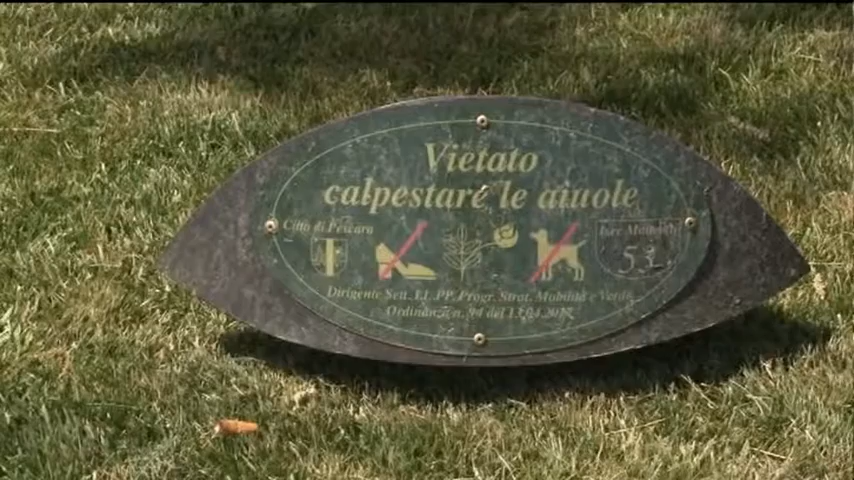 Vietato
calpestare le aiuole
Città di Pescara
53
Dirigente Sett. LL.PP. Progr. Strat. Mobilità e Verde
Ordinanza n. 94 del 13.04